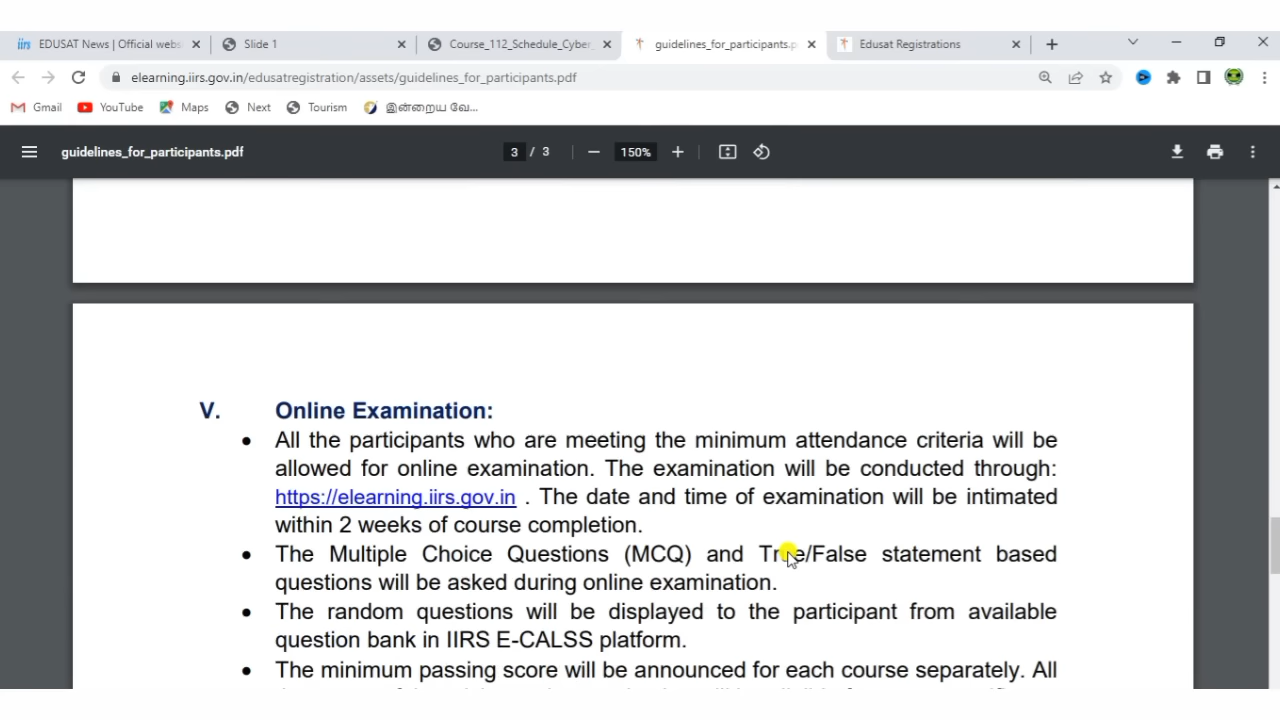 EDUSAT News | Official webs
Slide 1
Course_112_Schedule_Cyber_
guidelines_for_participants.p
Edusat Registrations
elearning.iirs.gov.in/edusatregistration/assets/guidelines_for_participants.pdf
Gmail YouTube Maps Next Tourism இன்றைய வே...
guidelines_for_participants.pdf 3 / 3 150%
V. Online Examination:
• All the participants who are meeting the minimum attendance criteria will be
allowed for online examination. The examination will be conducted through:
https://elearning.iirs.gov.in . The date and time of examination will be intimated
within 2 weeks of course completion.
• The Multiple Choice Questions (MCQ) and True/False statement based
questions will be asked during online examination.
• The random questions will be displayed to the participant from available
question bank in IIRS E-CALSS platform.
• The minimum passing score will be announced for each course separately. All